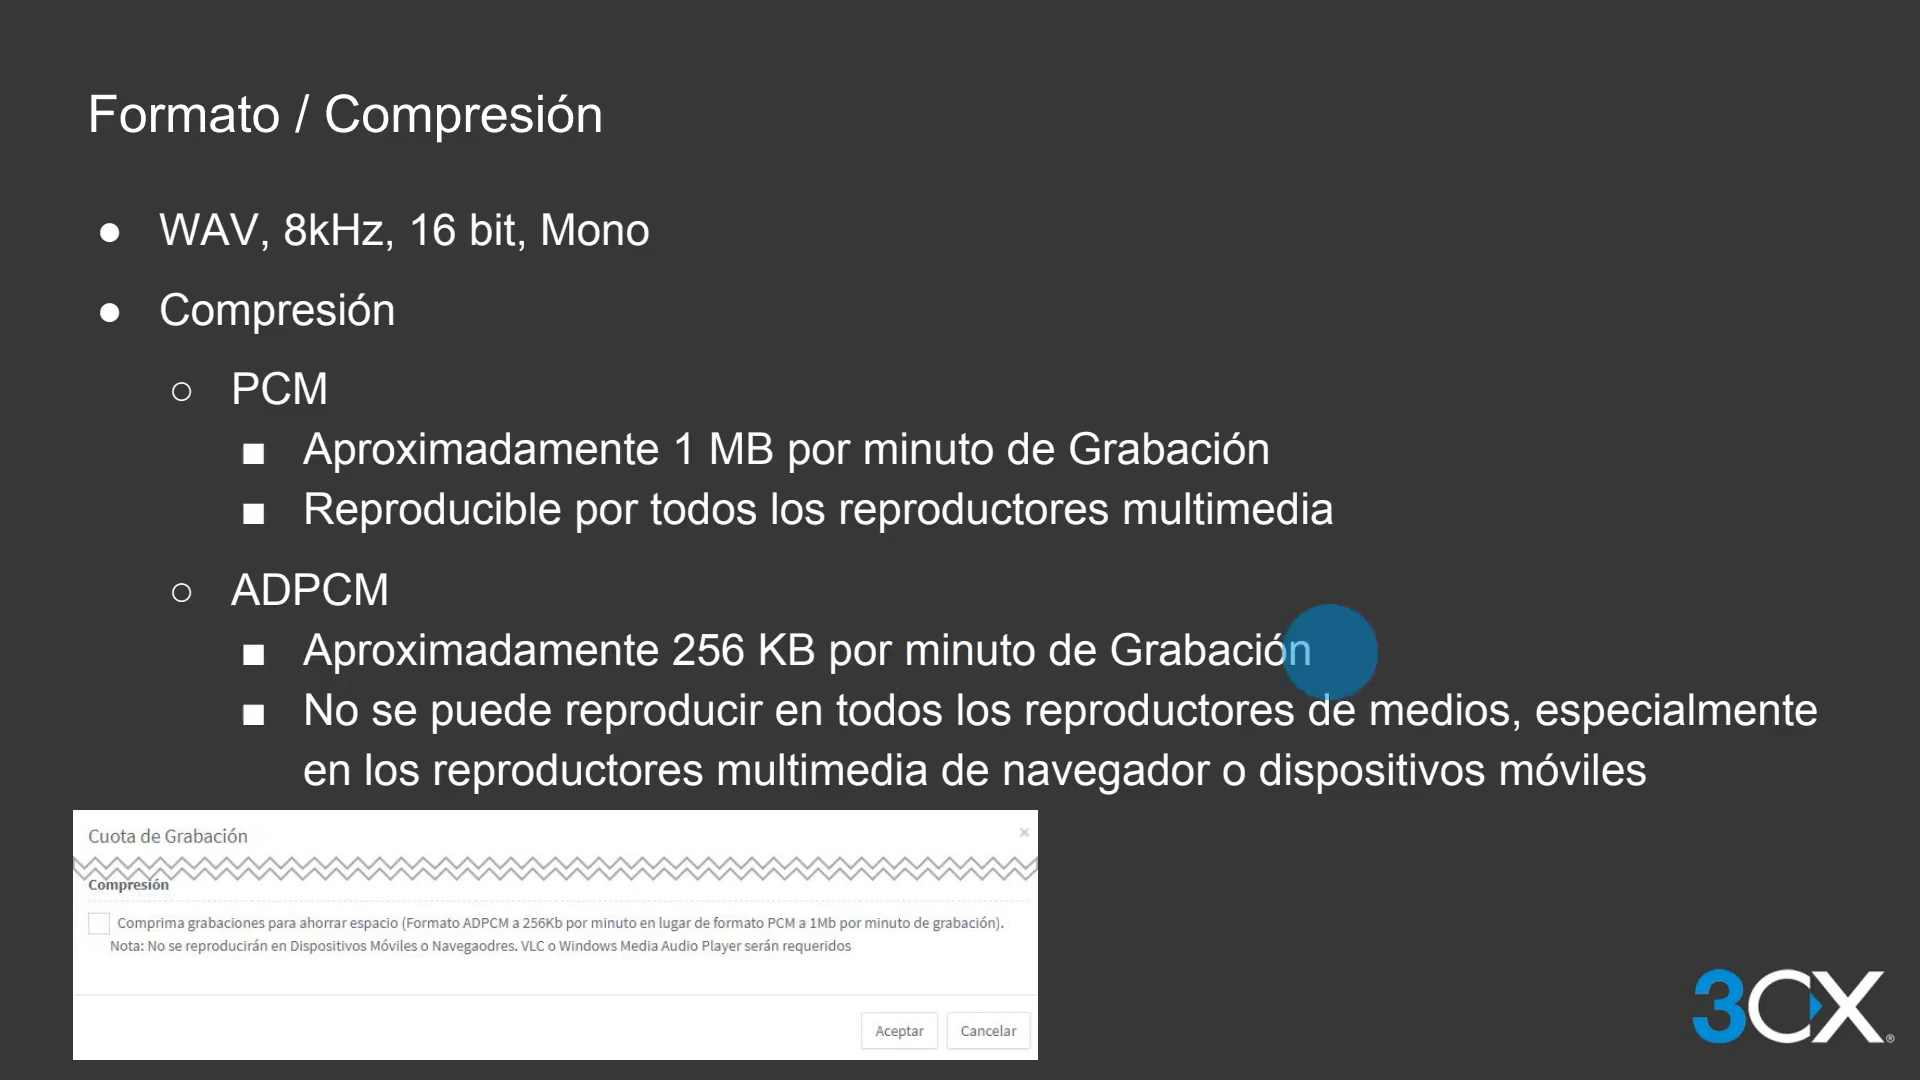 Formato / Compresión
● WAV, 8kHz, 16 bit, Mono
● Compresión
○ PCM
■ Aproximadamente 1 MB por minuto de Grabación
■ Reproducible por todos los reproductores multimedia
○ ADPCM
■ Aproximadamente 256 KB por minuto de Grabación
■ No se puede reproducir en todos los reproductores de medios, especialmente
en los reproductores multimedia de navegador o dispositivos móviles
Cuota de Grabación ×
Compresión
Comprima grabaciones para ahorrar espacio (Formato ADPCM a 256Kb por minuto en lugar de formato PCM a 1Mb por minuto de grabación).
Nota: No se reproducirán en Dispositivos Móviles o Navegaodres. VLC o Windows Media Audio Player serán requeridos
Aceptar Cancelar
3CX®